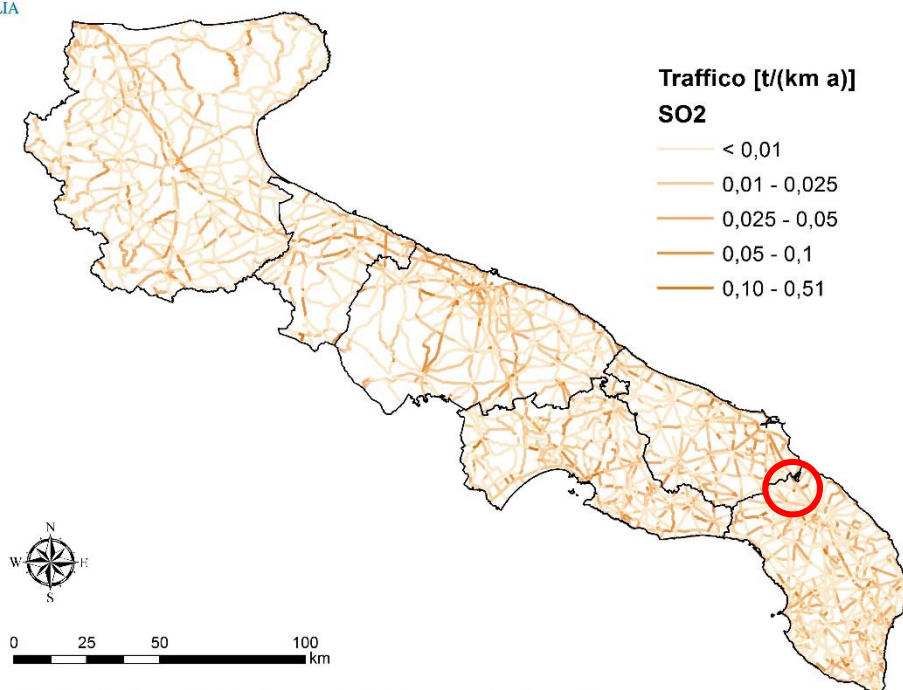 LIA
Traffico [t/(km a)]
SO2
< 0,01
0,01 - 0,025
0,025 - 0,05
0,05 - 0,1
0,10 - 0,51
N
W E
S
0 25 50 100
km